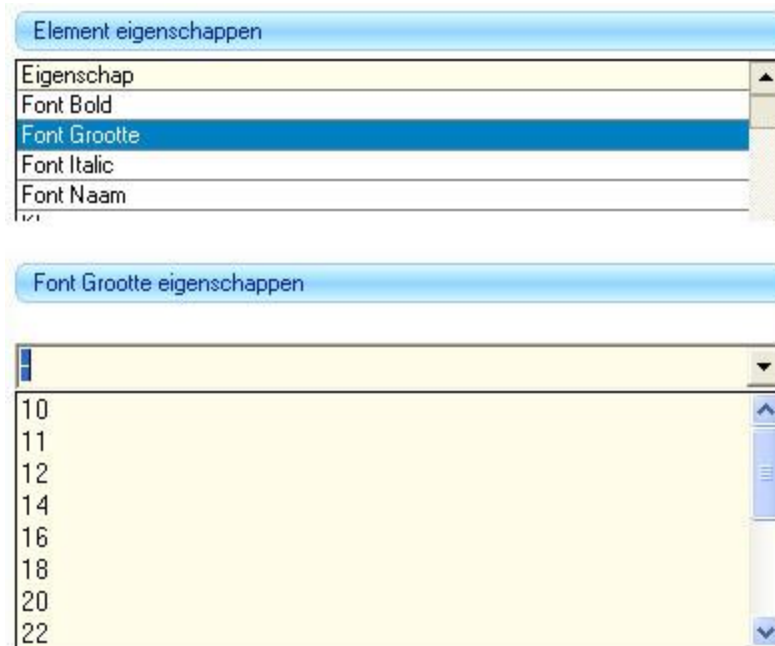 Element eigenschappen
Eigenschap
Font Bold
Font Grootte
Font Italic
Font Naam
Font Grootte eigenschappen
-
10
11
12
14
16
18
20
22